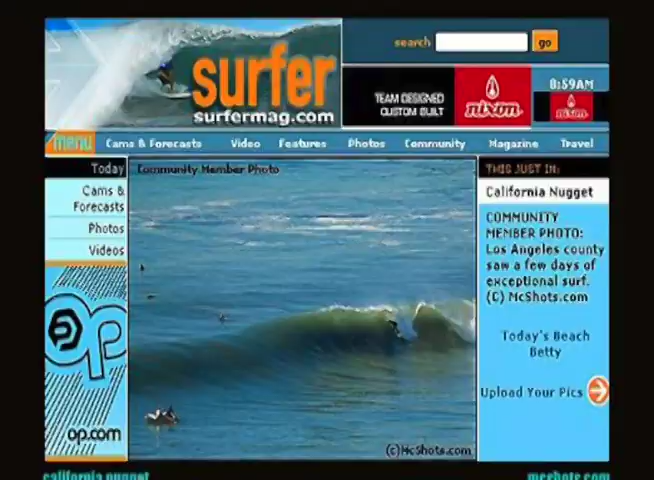 search
go
surfer
surfermag.com
TEAM DESIGNED
CUSTOM BUILT
nixon
8:59AM
nixon
menu
Cams & Forecasts
Video
Features
Photos
Community
Magazine
Travel
Today
Community Member Photo
THIS JUST IN:
Cams &
Forecasts
Photos
Videos
California Nugget
COMMUNITY
MEMBER PHOTO:
Los Angeles county
saw a few days of
exceptional surf.
(C) McShots.com
Today's Beach
Betty
Upload Your Pics
op
op.com
(c)McShots.com
california nugget
mcshots.com